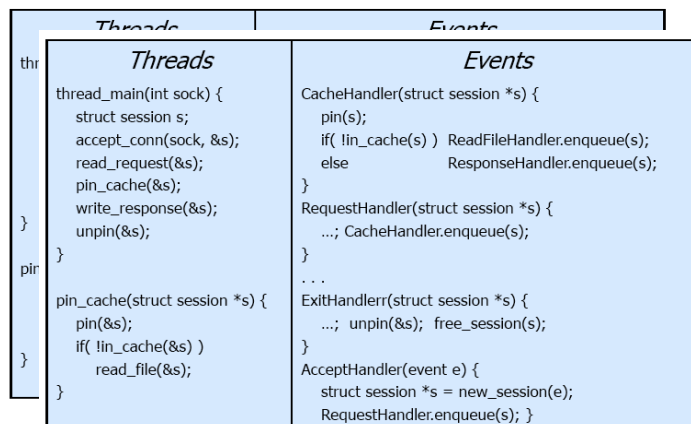 Threads Events
thr
}
pin
}
Threads Events
thread_main(int sock) {
struct session s;
accept_conn(sock, &s);
read_request(&s);
pin_cache(&s);
write_response(&s);
unpin(&s);
}
pin_cache(struct session *s) {
pin(&s);
if( !in_cache(&s) )
read_file(&s);
}
CacheHandler(struct session *s) {
pin(s);
if( !in_cache(s) ) ReadFileHandler.enqueue(s);
else ResponseHandler.enqueue(s);
}
RequestHandler(struct session *s) {
...; CacheHandler.enqueue(s);
}
. . .
ExitHandlerr(struct session *s) {
...; unpin(&s); free_session(s);
}
AcceptHandler(event e) {
struct session *s = new_session(e);
RequestHandler.enqueue(s); }